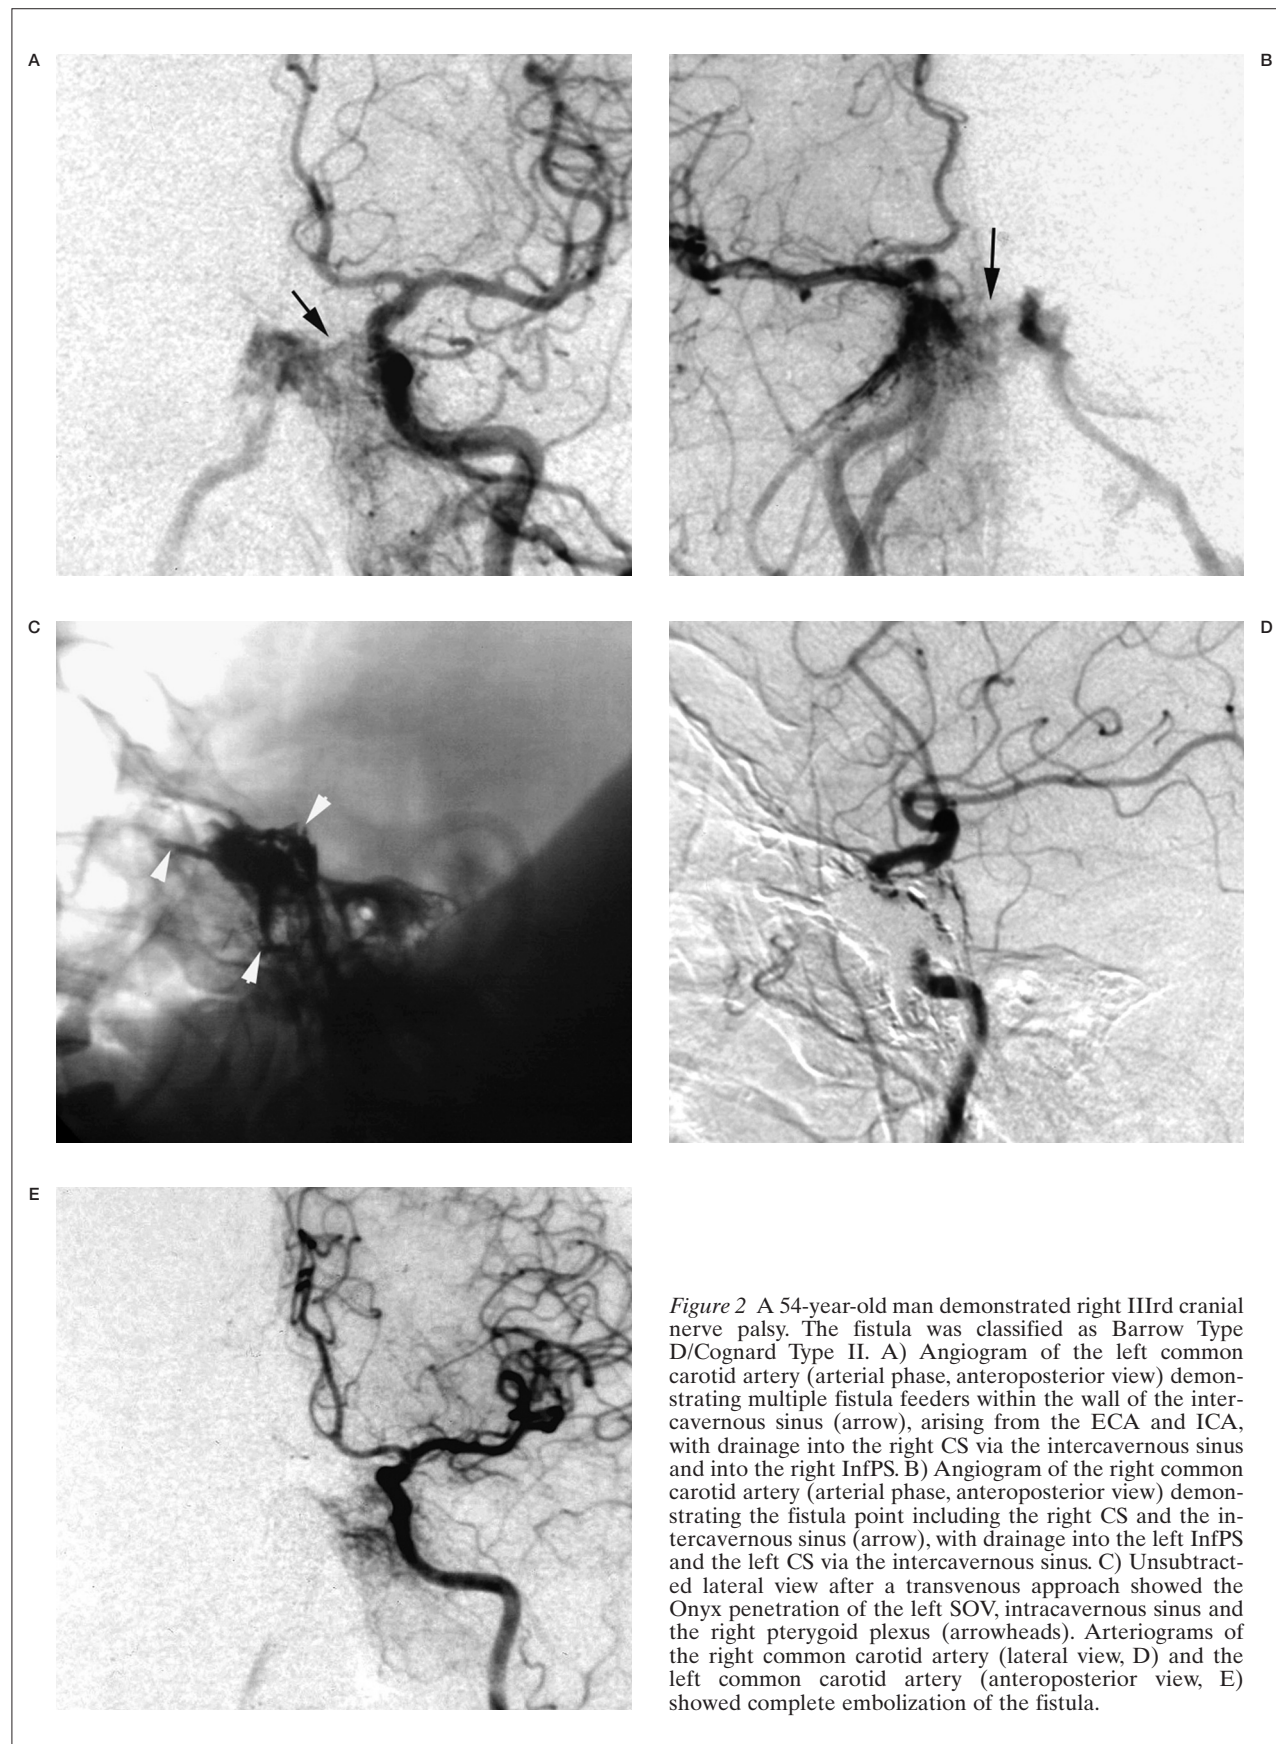 A
B
C
D
E
Figure 2 A 54-year-old man demonstrated right IIIrd cranial
nerve palsy. The fistula was classified as Barrow Type
D/Cognard Type II. A) Angiogram of the left common
carotid artery (arterial phase, anteroposterior view) demon-
strating multiple fistula feeders within the wall of the inter-
cavernous sinus (arrow), arising from the ECA and ICA,
with drainage into the right CS via the intercavernous sinus
and into the right InfPS. B) Angiogram of the right common
carotid artery (arterial phase, anteroposterior view) demon-
strating the fistula point including the right CS and the in-
tercavernous sinus (arrow), with drainage into the left InfPS
and the left CS via the intercavernous sinus. C) Unsubtract-
ed lateral view after a transvenous approach showed the
Onyx penetration of the left SOV, intracavernous sinus and
the right pterygoid plexus (arrowheads). Arteriograms of
the right common carotid artery (lateral view, D) and the
left common carotid artery (anteroposterior view, E)
showed complete embolization of the fistula.